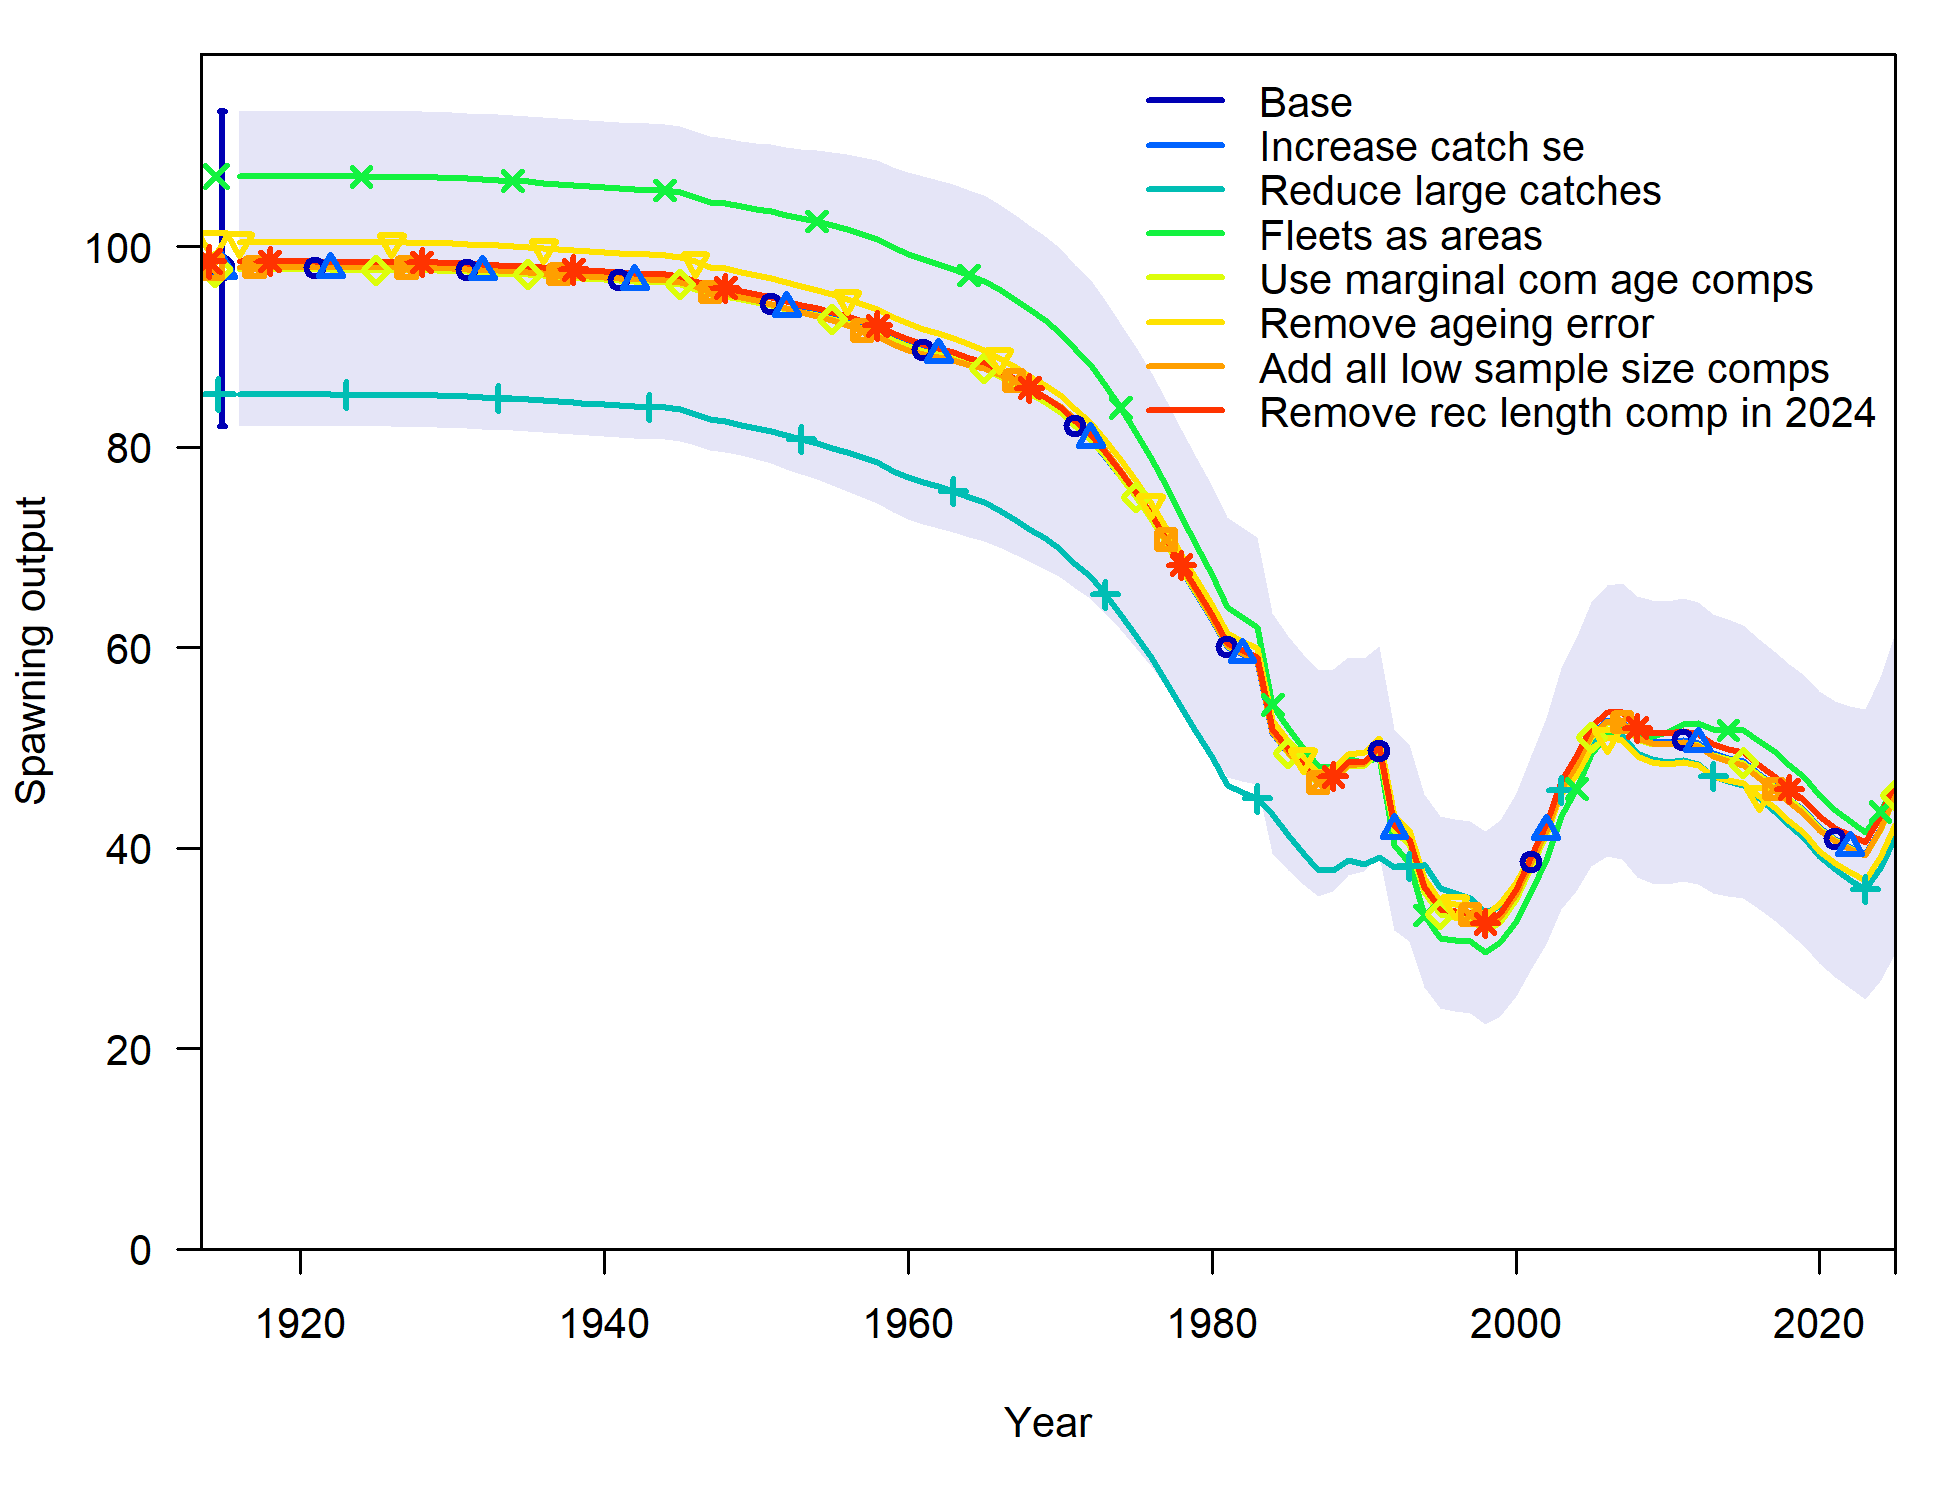 Base
Increase catch se
Reduce large catches
Fleets as areas
Use marginal com age comps
Remove ageing error
Add all low sample size comps
Remove rec length comp in 2024
Spawning output
100
80
60
40
20
0
1920 1940 1960 1980 2000 2020
Year